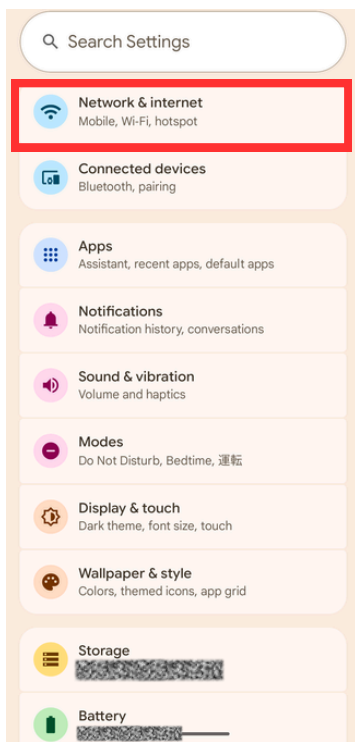 Search Settings
Network & internet
Mobile, Wi-Fi, hotspot
Connected devices
Bluetooth, pairing
Apps
Assistant, recent apps, default apps
Notifications
Notification history, conversations
Sound & vibration
Volume and haptics
Modes
Do Not Disturb, Bedtime, 運転
Display & touch
Dark theme, font size, touch
Wallpaper & style
Colors, themed icons, app grid
Storage
Battery